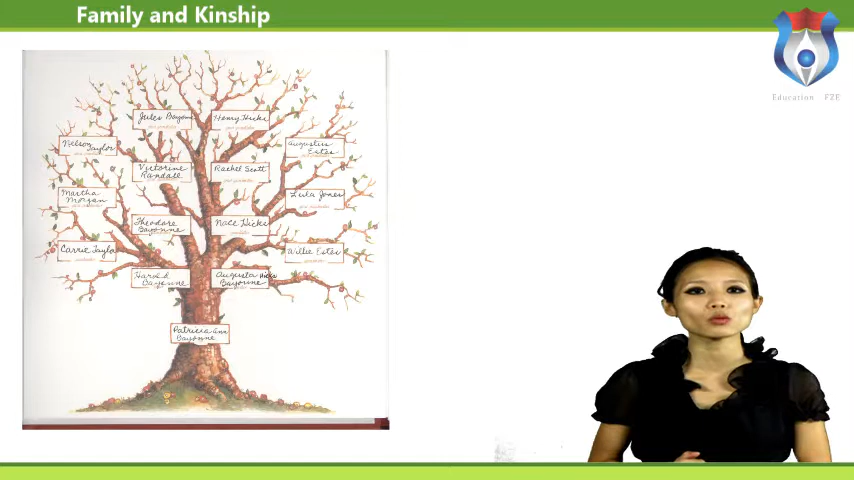 Family and Kinship
Education FZE
Jules Bayonne
Henry Hicks
Nelson
Taylor
Augustus
Estes
Victorine
Randall
Rachel Scott
Martha
Morgan
Lula Jones
Theodore
Bayonne
Nace Hicks
Carrie Taylor
Willie Estes
Harold
Bayonne
Augusta Hicks
Bayonne
Patricia Ann
Bayonne